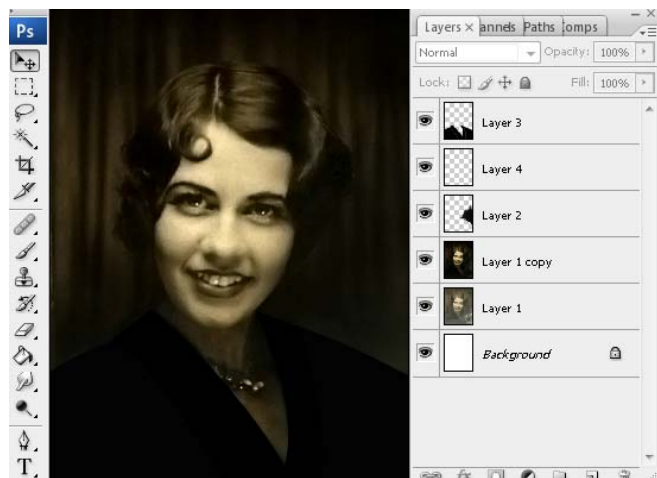 Ps
Layers × annels Paths omps
Normal Opacity: 100%
Lock: Fill: 100%
Layer 3
Layer 4
Layer 2
Layer 1 copy
Layer 1
Background
T
fx